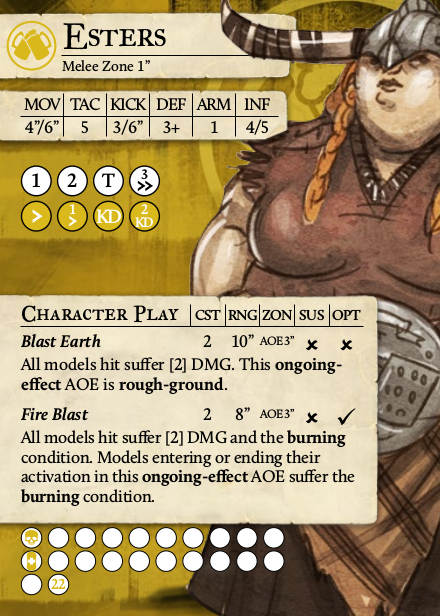 Esters
Melee Zone 1”
MOV TAC KICK DEF ARM INF
4”/6” 5 3/6” 3+ 1 4/5
1 2 T 3 >>
> 1 > KD 2 KD
Character Play CST RNG ZON SUS OPT
Blast Earth 2 10” AOE 3” ✘ ✘
All models hit suffer [2] DMG. This ongoing-
effect AOE is rough-ground.
Fire Blast 2 8” AOE 3” ✘ ✓
All models hit suffer [2] DMG and the burning
condition. Models entering or ending their
activation in this ongoing-effect AOE suffer the
burning condition.
22